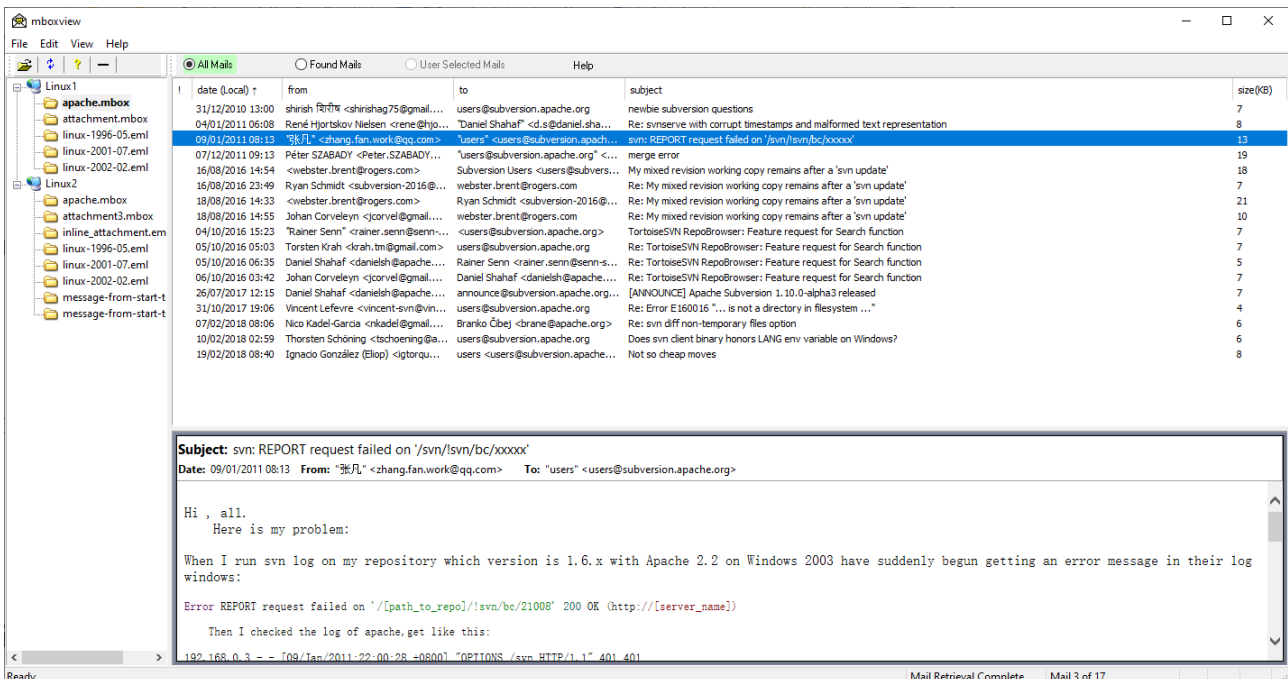 mboxview
File Edit View Help
? All Mails Found Mails User Selected Mails Help
Linux1
apache.mbox
attachment.mbox
linux-1996-05.eml
linux-2001-07.eml
linux-2002-02.eml
Linux2
apache.mbox
attachment3.mbox
inline_attachment.em
linux-1996-05.eml
linux-2001-07.eml
linux-2002-02.eml
message-from-start-t
message-from-start-t
! date (Local) ↑ from to subject size(KB)
31/12/2010 13:00 shirish शिरीष <shirishag75@gmail.... users@subversion.apache.org newbie subversion questions 7
04/01/2011 06:08 René Hjortskov Nielsen <rene@hjo... "Daniel Shahaf" <d.s@daniel.sha... Re: svnserve with corrupt timestamps and malformed text representation 8
09/01/2011 08:13 "张凡" <zhang.fan.work@qq.com> "users" <users@subversion.apach... svn: REPORT request failed on '/svn/!svn/bc/xxxxx' 13
07/12/2011 09:13 Péter SZABADY <Peter.SZABADY... "users@subversion.apache.org" <... merge error 19
16/08/2016 14:54 <webster.brent@rogers.com> Subversion Users <users@subvers... My mixed revision working copy remains after a 'svn update' 18
16/08/2016 23:49 Ryan Schmidt <subversion-2016@... webster.brent@rogers.com Re: My mixed revision working copy remains after a 'svn update' 7
18/08/2016 14:33 <webster.brent@rogers.com> Ryan Schmidt <subversion-2016@... Re: My mixed revision working copy remains after a 'svn update' 21
18/08/2016 14:55 Johan Corveleyn <jcorvel@gmail.... webster.brent@rogers.com Re: My mixed revision working copy remains after a 'svn update' 10
04/10/2016 15:23 "Rainer Senn" <rainer.senn@senn-... <users@subversion.apache.org> TortoiseSVN RepoBrowser: Feature request for Search function 7
05/10/2016 05:03 Torsten Krah <krah.tm@gmail.com> users@subversion.apache.org Re: TortoiseSVN RepoBrowser: Feature request for Search function 7
05/10/2016 06:35 Daniel Shahaf <danielsh@apache.... Rainer Senn <rainer.senn@senn-s... Re: TortoiseSVN RepoBrowser: Feature request for Search function 5
06/10/2016 03:42 Johan Corveleyn <jcorvel@gmail.... Daniel Shahaf <danielsh@apache.... Re: TortoiseSVN RepoBrowser: Feature request for Search function 7
26/07/2017 12:15 Daniel Shahaf <danielsh@apache.... announce@subversion.apache.org... [ANNOUNCE] Apache Subversion 1.10.0-alpha3 released 7
31/10/2017 19:06 Vincent Lefevre <vincent-svn@vin... users@subversion.apache.org Re: Error E160016 "... is not a directory in filesystem ..." 4
07/02/2018 08:06 Nico Kadel-Garcia <nkadel@gmail.... Branko Čibej <brane@apache.org> Re: svn diff non-temporary files option 6
10/02/2018 02:59 Thorsten Schöning <tschoening@a... users@subversion.apache.org Does svn client binary honors LANG env variable on Windows? 6
19/02/2018 08:40 Ignacio González (Eliop) <igtorqu... users <users@subversion.apache... Not so cheap moves 8
Subject: svn: REPORT request failed on '/svn/!svn/bc/xxxxx'
Date: 09/01/2011 08:13 From: "张凡" <zhang.fan.work@qq.com> To: "users" <users@subversion.apache.org>
Hi , all.
Here is my problem:
When I run svn log on my repository which version is 1.6.x with Apache 2.2 on Windows 2003 have suddenly begun getting an error message in their log
windows:
Error REPORT request failed on '/[path_to_repo]/!svn/bc/21008' 200 OK (http://[server_name])
Then I checked the log of apache,get like this:
192.168.0.3 - - [09/Jan/2011:22:00:28 +0800] "OPTIONS /svn HTTP/1.1" 401 401
Ready Mail Retrieval Complete Mail 3 of 17